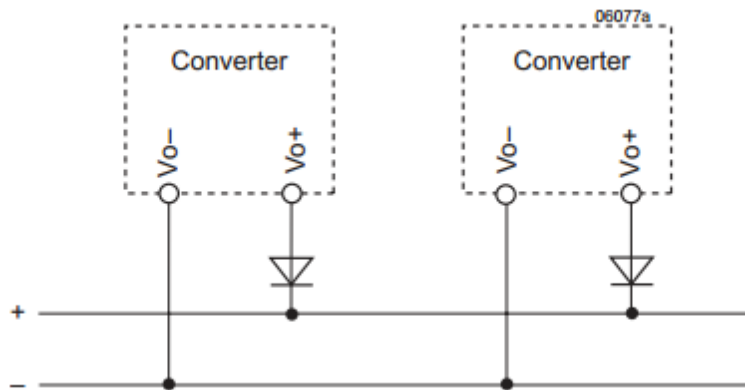 06077a
Converter
Converter
Vo–
Vo+
Vo–
Vo+
+
–